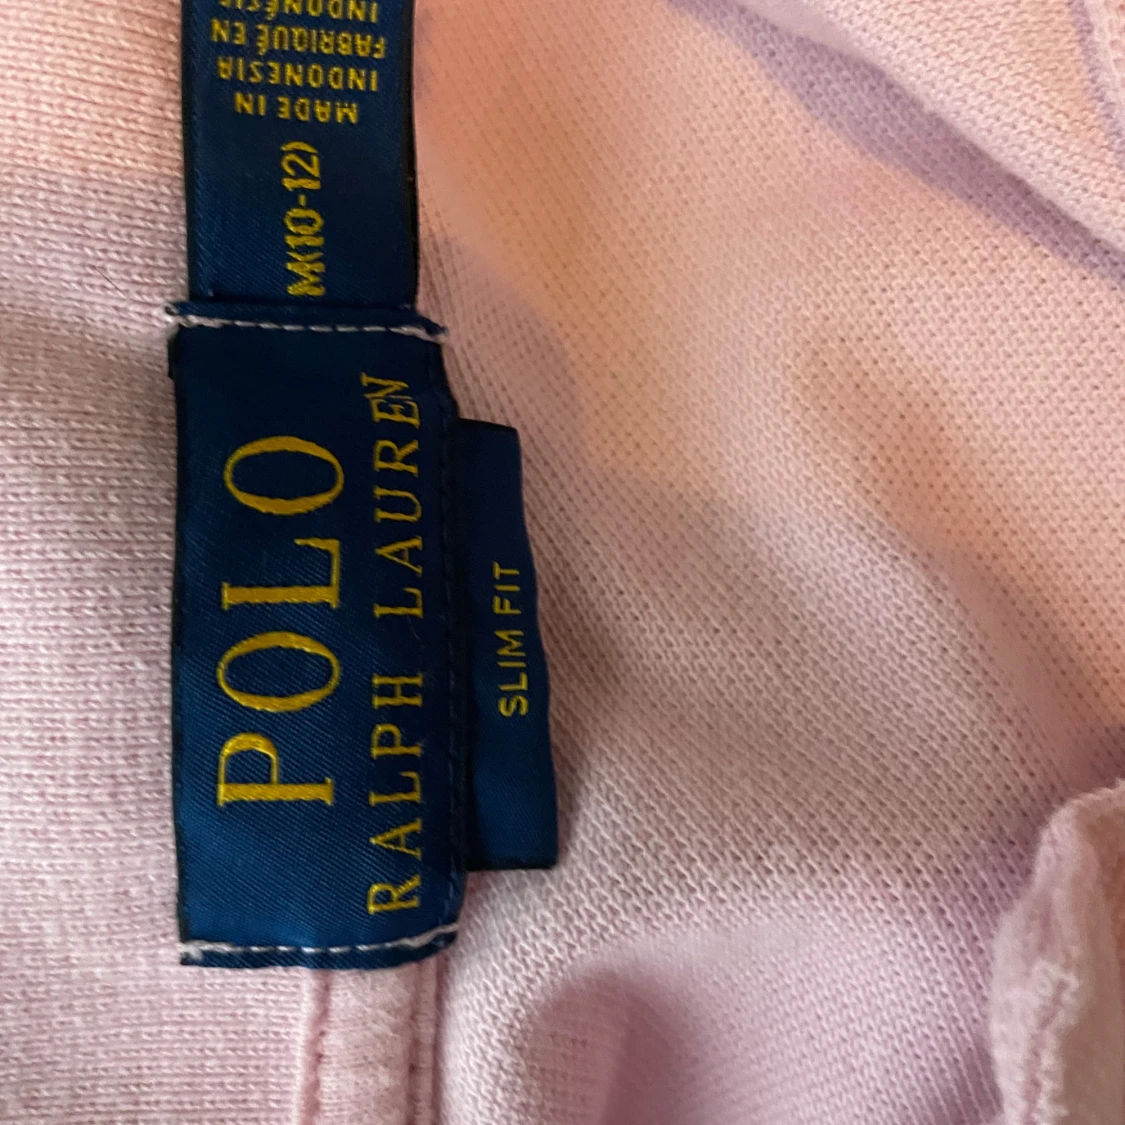 POLO
RALPH LAUREN
SLIM FIT
M(10-12)
MADE IN
INDONESIA
FABRIQUÉ EN
INDONÉSIE